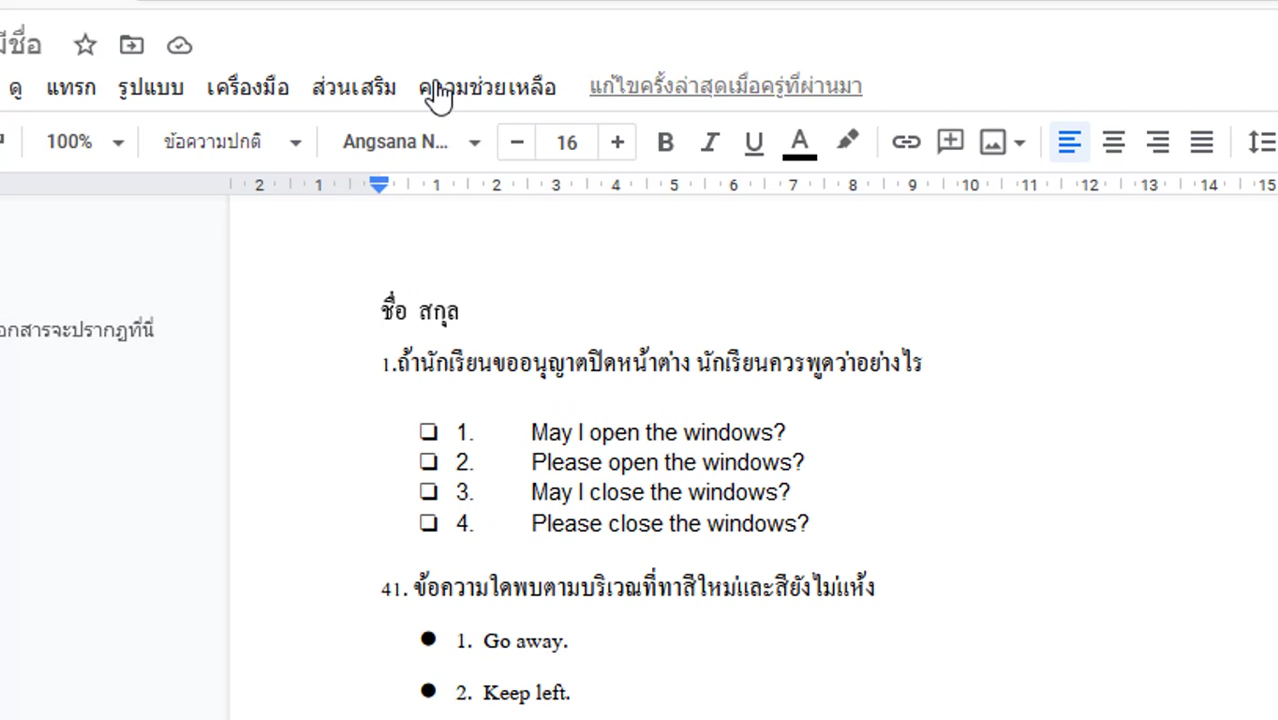 มีชื่อ
ดู แทรก รูปแบบ เครื่องมือ ส่วนเสริม ความช่วยเหลือ แก้ไขครั้งล่าสุดเมื่อครู่ที่ผ่านมา
100% ข้อความปกติ Angsana N... 16 B I U A
2 1 1 2 3 4 5 6 7 8 9 10 11 12 13 14 15
อกสารจะปรากฏที่นี่
ชื่อ สกุล
1.ถ้านักเรียนขออนุญาตปิดหน้าต่าง นักเรียนควรพูดว่าอย่างไร
1. May I open the windows?
2. Please open the windows?
3. May I close the windows?
4. Please close the windows?
41. ข้อความใดพบตามบริเวณที่ทาสีใหม่และสียังไม่แห้ง
1. Go away.
2. Keep left.